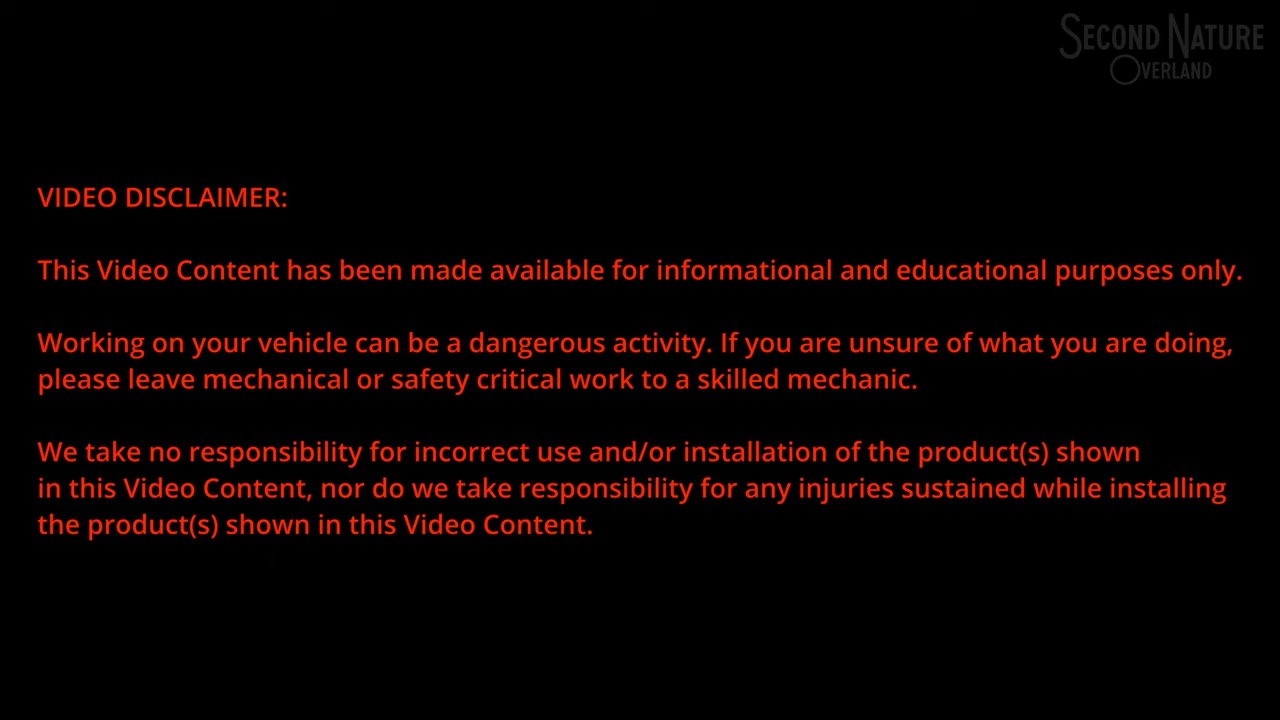 SECOND NATURE
OVERLAND
VIDEO DISCLAIMER:
This Video Content has been made available for informational and educational purposes only.
Working on your vehicle can be a dangerous activity. If you are unsure of what you are doing,
please leave mechanical or safety critical work to a skilled mechanic.
We take no responsibility for incorrect use and/or installation of the product(s) shown
in this Video Content, nor do we take responsibility for any injuries sustained while installing
the product(s) shown in this Video Content.